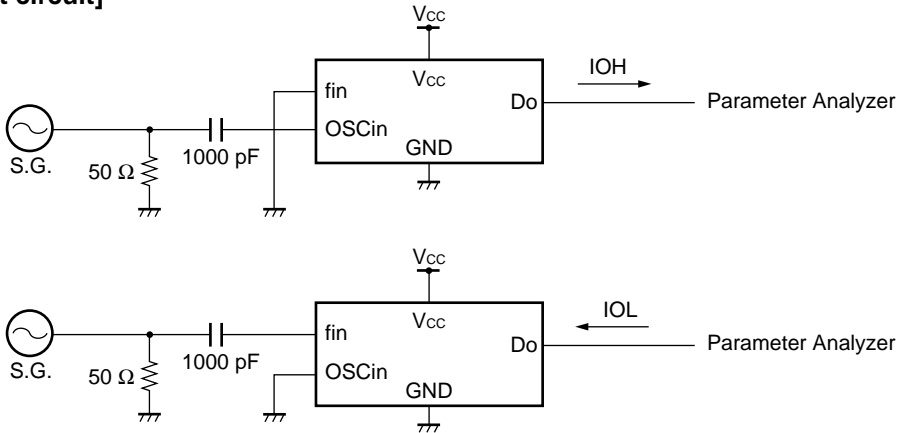 t circuit]
Vcc
Vcc
fin
OSCin
GND
Do
IOH
Parameter Analyzer
S.G.
50 Ω
1000 pF
Vcc
Vcc
fin
OSCin
GND
Do
IOL
Parameter Analyzer
S.G.
50 Ω
1000 pF